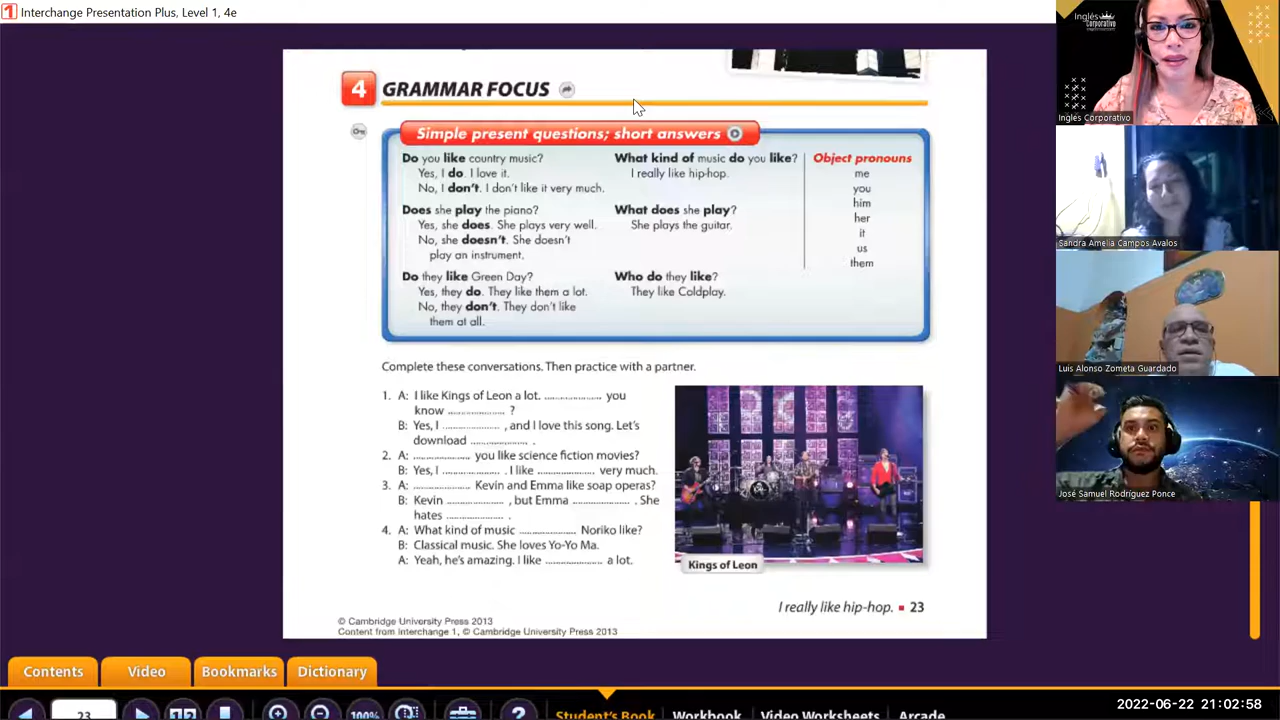 Interchange Presentation Plus, Level 1, 4e
4 GRAMMAR FOCUS
Simple present questions; short answers
Do you like country music?
Yes, I do. I love it.
No, I don't. I don't like it very much.
Does she play the piano?
Yes, she does. She plays very well.
No, she doesn't. She doesn't
play an instrument.
Do they like Green Day?
Yes, they do. They like them a lot.
No, they don't. They don't like
them at all.
What kind of music do you like?
I really like hip-hop.
What does she play?
She plays the guitar.
Who do they like?
They like Coldplay.
Object pronouns
me
you
him
her
it
us
them
Complete these conversations. Then practice with a partner.
1. A: I like Kings of Leon a lot. .................... you
know .................... ?
B: Yes, I .................... , and I love this song. Let's
download .................... .
2. A: .................... you like science fiction movies?
B: Yes, I .................... . I like .................... very much.
3. A: .................... Kevin and Emma like soap operas?
B: Kevin .................... , but Emma .................... . She
hates .................... .
4. A: What kind of music .................... Noriko like?
B: Classical music. She loves Yo-Yo Ma.
A: Yeah, he's amazing. I like .................... a lot.
Kings of Leon
I really like hip-hop. ■ 23
© Cambridge University Press 2013
Content from Interchange 1, © Cambridge University Press 2013
Contents
Video
Bookmarks
Dictionary
23
100%
?
Student's Book
Workbook
Video Worksheets
Arcade
Inglés
Corporativo
Inglés Corporativo
Sandra Amelia Campos Avalos
Luis Alonso Zometa Guardado
José Samuel Rodríguez Ponce
2022-06-22 21:02:58